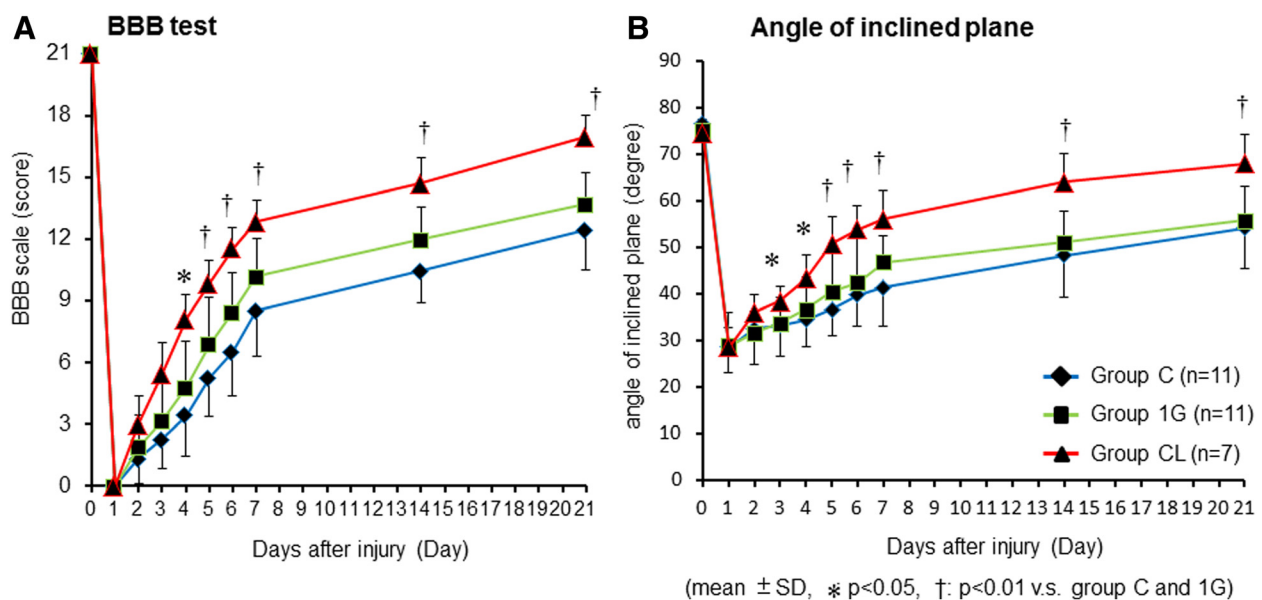 A BBB test
21
18
15
12
9
6
3
0
BBB scale (score)
* † † † † †
0 1 2 3 4 5 6 7 8 9 10 11 12 13 14 15 16 17 18 19 20 21
Days after injury (Day)
B Angle of inclined plane
90
80
70
60
50
40
30
20
10
0
angle of inclined plane (degree)
* * † † † † †
Group C (n=11)
Group 1G (n=11)
Group CL (n=7)
0 1 2 3 4 5 6 7 8 9 10 11 12 13 14 15 16 17 18 19 20 21
Days after injury (Day)
(mean ± SD, * p<0.05, †: p<0.01 v.s. group C and 1G)